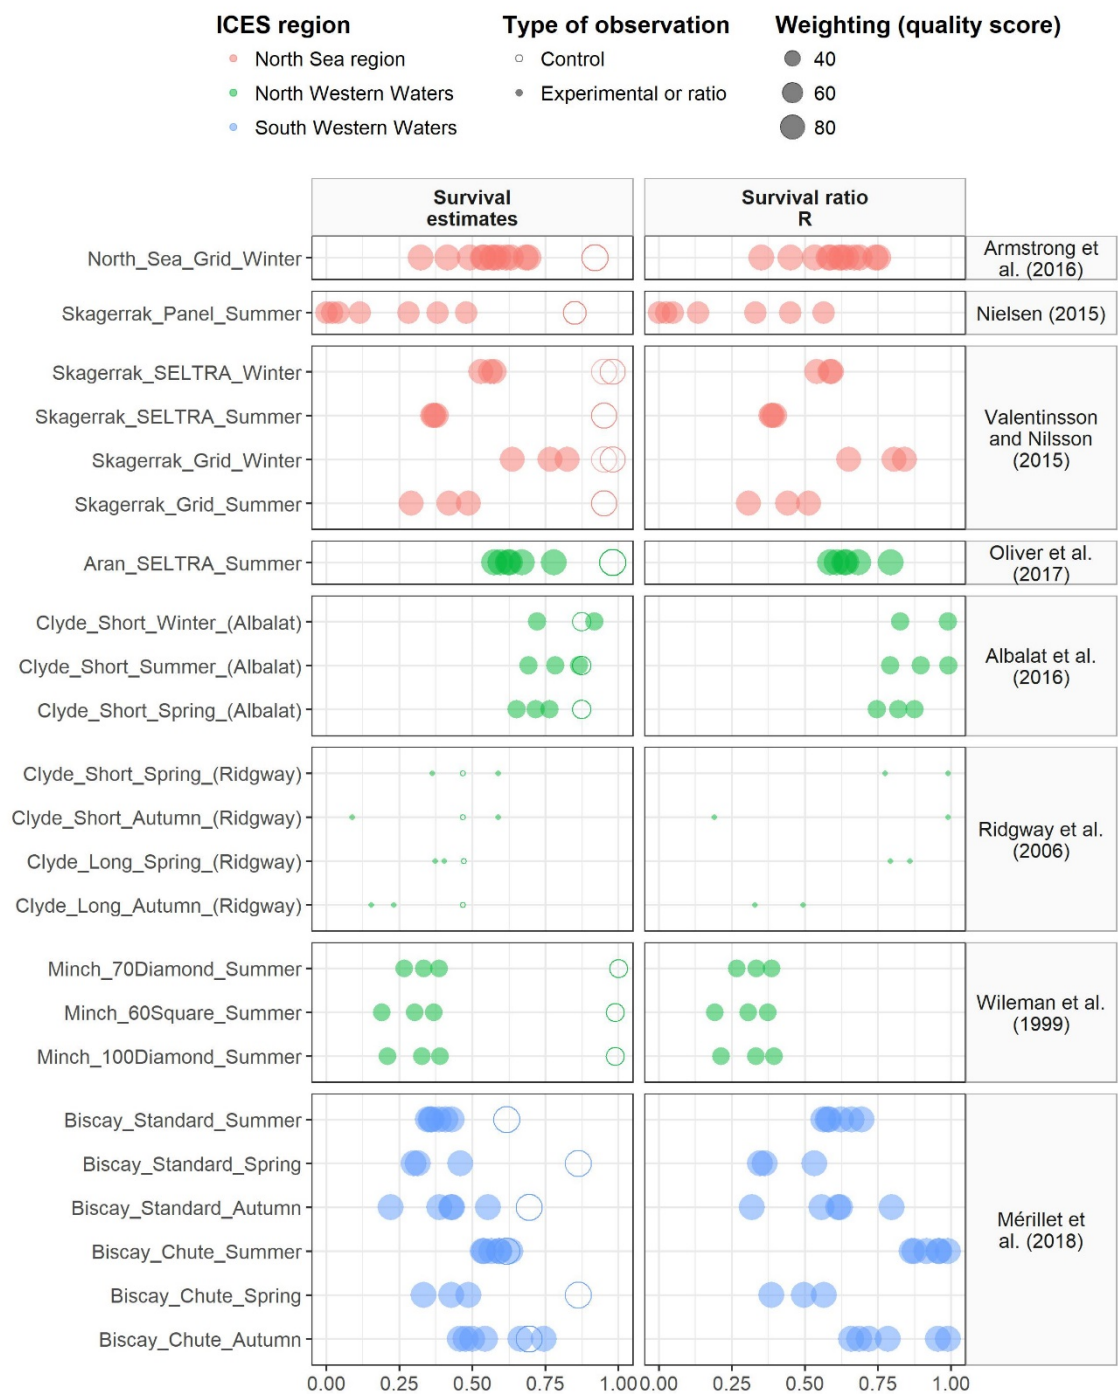 ICES region
North Sea region
North Western Waters
South Western Waters
Type of observation
Control
Experimental or ratio
Weighting (quality score)
40
60
80
Survival
estimates
Survival ratio
R
North_Sea_Grid_Winter
Armstrong et
al. (2016)
Skagerrak_Panel_Summer
Nielsen (2015)
Skagerrak_SELTRA_Winter
Skagerrak_SELTRA_Summer
Skagerrak_Grid_Winter
Skagerrak_Grid_Summer
Valentinsson
and Nilsson
(2015)
Aran_SELTRA_Summer
Oliver et al.
(2017)
Clyde_Short_Winter_(Albalat)
Clyde_Short_Summer_(Albalat)
Clyde_Short_Spring_(Albalat)
Albalat et al.
(2016)
Clyde_Short_Spring_(Ridgway)
Clyde_Short_Autumn_(Ridgway)
Clyde_Long_Spring_(Ridgway)
Clyde_Long_Autumn_(Ridgway)
Ridgway et al.
(2006)
Minch_70Diamond_Summer
Minch_60Square_Summer
Minch_100Diamond_Summer
Wileman et al.
(1999)
Biscay_Standard_Summer
Biscay_Standard_Spring
Biscay_Standard_Autumn
Biscay_Chute_Summer
Biscay_Chute_Spring
Biscay_Chute_Autumn
Mérillet et
al. (2018)
0.00 0.25 0.50 0.75 1.00 0.00 0.25 0.50 0.75 1.00